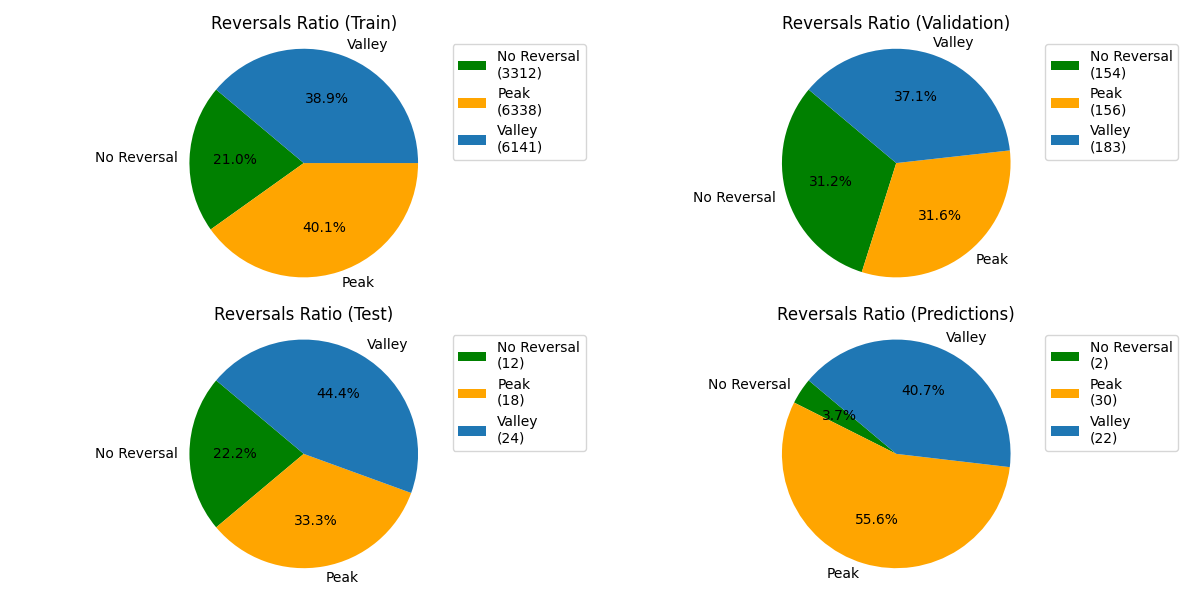 Reversals Ratio (Train)
Valley
38.9%
No Reversal
21.0%
40.1%
Peak
No Reversal
(3312)
Peak
(6338)
Valley
(6141)
Reversals Ratio (Validation)
Valley
37.1%
No Reversal
31.2%
31.6%
Peak
No Reversal
(154)
Peak
(156)
Valley
(183)
Reversals Ratio (Test)
Valley
44.4%
No Reversal
22.2%
33.3%
Peak
No Reversal
(12)
Peak
(18)
Valley
(24)
Reversals Ratio (Predictions)
Valley
40.7%
No Reversal
3.7%
55.6%
Peak
No Reversal
(2)
Peak
(30)
Valley
(22)